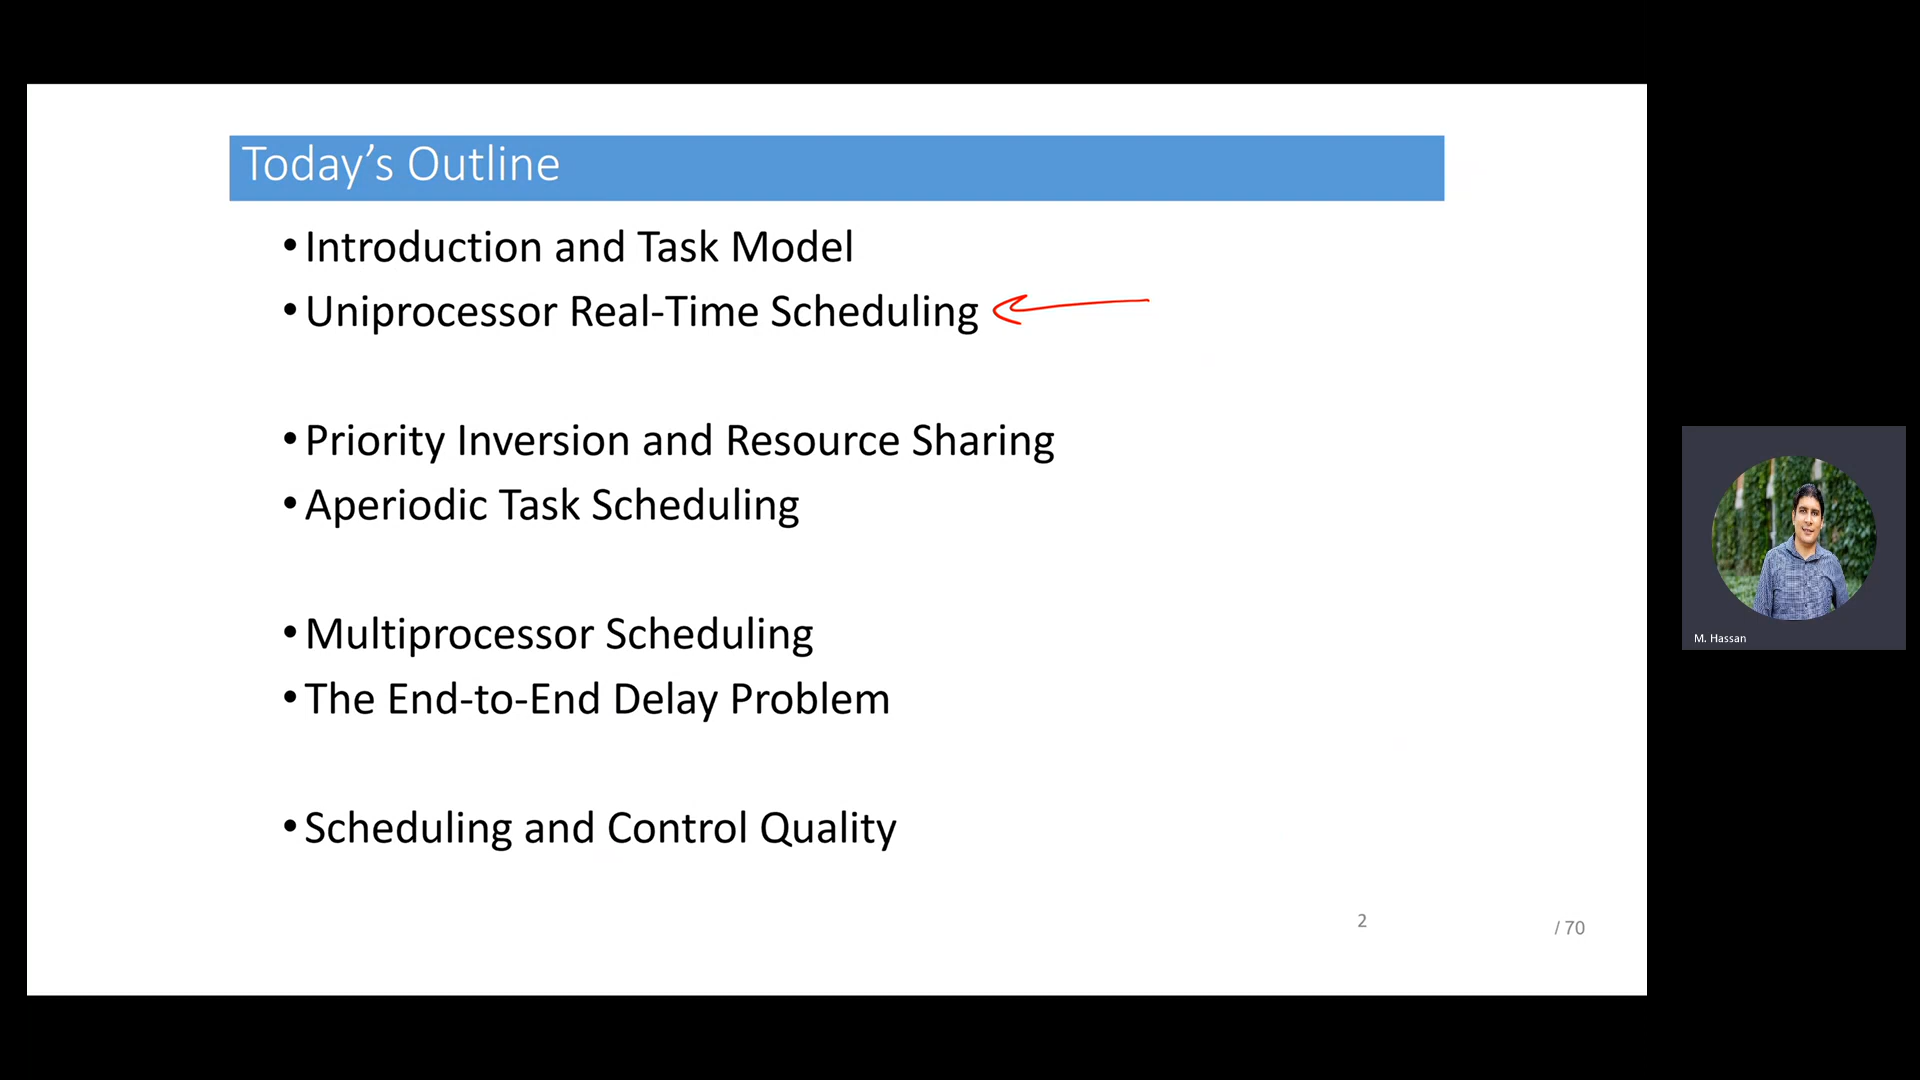 Today’s Outline
• Introduction and Task Model
• Uniprocessor Real-Time Scheduling
• Priority Inversion and Resource Sharing
• Aperiodic Task Scheduling
• Multiprocessor Scheduling
• The End-to-End Delay Problem
• Scheduling and Control Quality
2
/ 70
M. Hassan